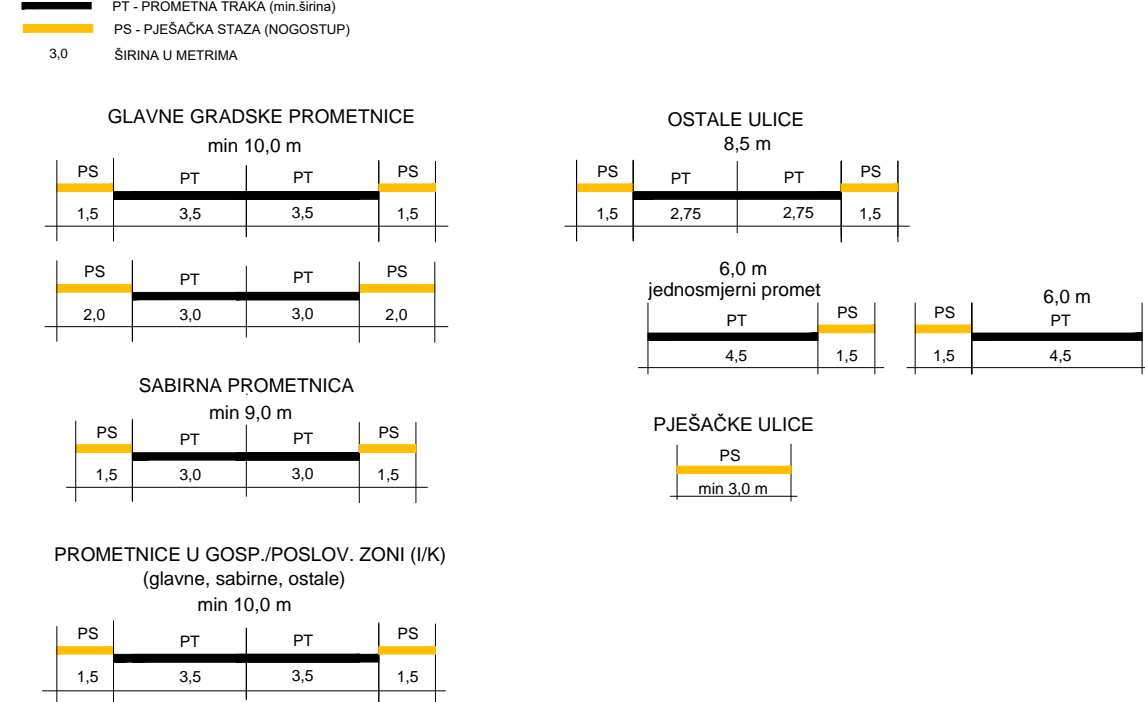 PT - PROMETNA TRAKA (min.širina)
PS - PJEŠAČKA STAZA (NOGOSTUP)
3,0 ŠIRINA U METRIMA
GLAVNE GRADSKE PROMETNICE
min 10,0 m
PS PT PT PS
1,5 3,5 3,5 1,5
PS PT PT PS
2,0 3,0 3,0 2,0
SABIRNA PROMETNICA
min 9,0 m
PS PT PT PS
1,5 3,0 3,0 1,5
PROMETNICE U GOSP./POSLOV. ZONI (I/K)
(glavne, sabirne, ostale)
min 10,0 m
PS PT PT PS
1,5 3,5 3,5 1,5
OSTALE ULICE
8,5 m
PS PT PT PS
1,5 2,75 2,75 1,5
6,0 m
jednosmjerni promet
PT PS
4,5 1,5
6,0 m
PS PT
1,5 4,5
PJEŠAČKE ULICE
PS
min 3,0 m